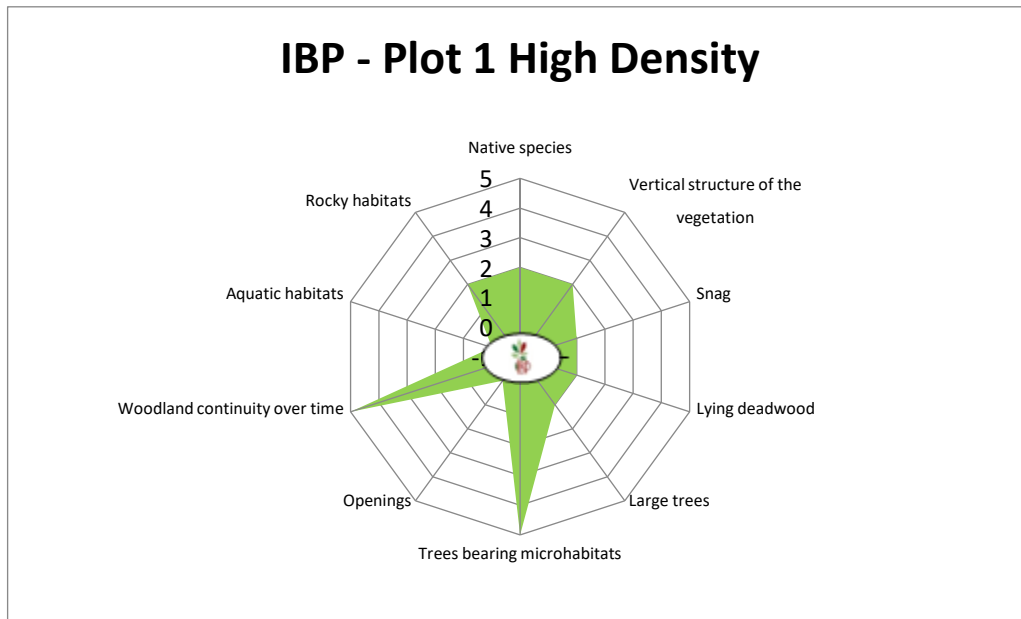 IBP - Plot 1 High Density
Native species
5
Vertical structure of the
vegetation
4
Rocky habitats
3
2
Aquatic habitats
Snag
1
0
-
Woodland continuity over time
Lying deadwood
Openings
Large trees
Trees bearing microhabitats